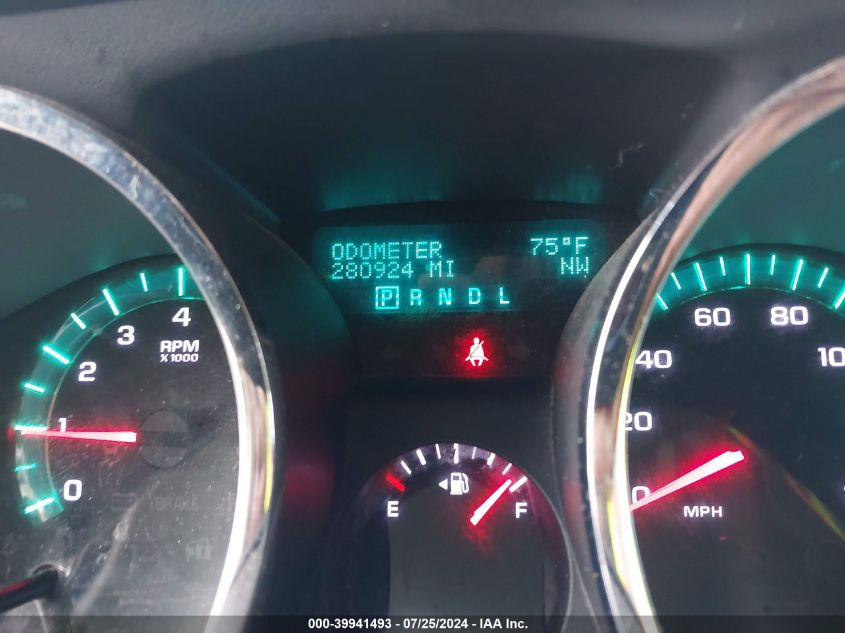 ODOMETER 75°F
280924 MI NW
P R N D L
4
3
2
1
0
RPM
X1000
E F
60 80
40
20
0
MPH
000-39941493 - 07/25/2024 - IAA Inc.